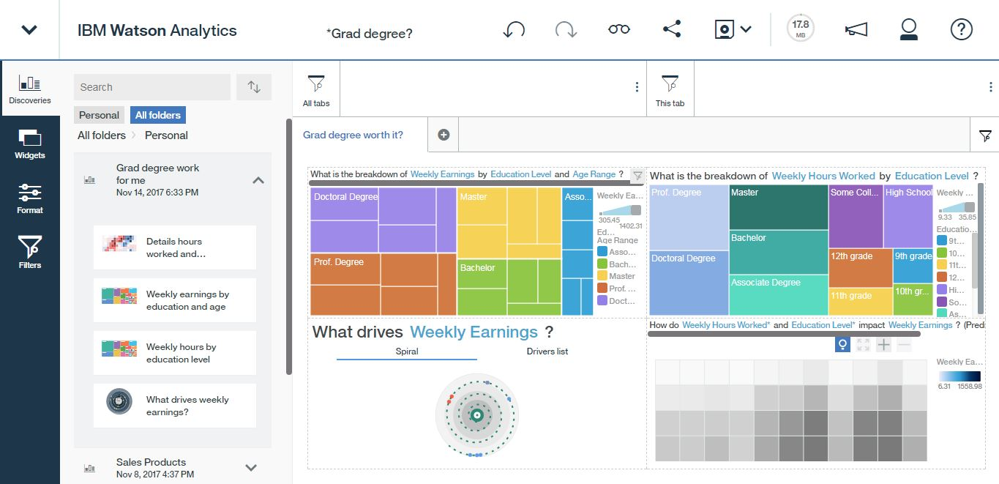 IBM Watson Analytics
*Grad degree?
17.8
MB
Discoveries
Widgets
Format
Filters
Search
Personal
All folders
All folders
Personal
Grad degree work
for me
Nov 14, 2017 6:33 PM
Details hours
worked and...
Weekly earnings by
education and age
Weekly hours by
education level
What drives weekly
earnings?
Sales Products
Nov 8, 2017 4:37 PM
All tabs
This tab
Grad degree worth it?
What is the breakdown of Weekly Earnings by Education Level and Age Range ?
Doctoral Degree
Master
Asso...
Prof. Degree
Bachelor
Weekly Ea...
305.45
1402.31
Ed...
Age Range
Asso...
Bach...
Master
Prof. ...
Doct...
What is the breakdown of Weekly Hours Worked by Education Level ?
Prof. Degree
Master
Some Coll...
High School
Bachelor
Doctoral Degree
12th grade
9th grade
Associate Degree
11th grade
10th gr...
Weekly ...
9.33 35.85
Educatio...
9t...
10...
11t...
12...
Hi...
So...
As...
What drives Weekly Earnings ?
Spiral
Drivers list
How do Weekly Hours Worked* and Education Level* impact Weekly Earnings ? (Predi
Weekly Ea...
6.31 1558.98